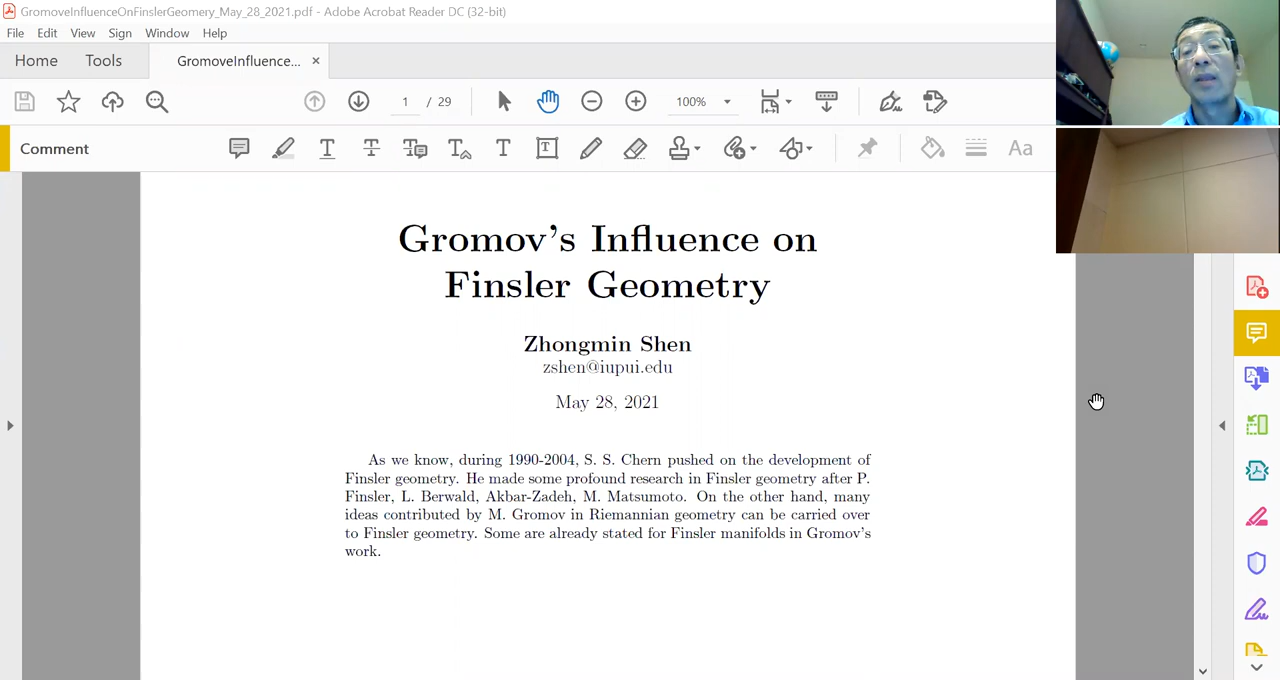 GromoveInfluenceOnFinslerGeomery_May_28_2021.pdf - Adobe Acrobat Reader DC (32-bit)
File Edit View Sign Window Help
Home Tools GromoveInfluence... ×
1 / 29 100%
Comment
Gromov's Influence on
Finsler Geometry
Zhongmin Shen
zshen@iupui.edu
May 28, 2021
As we know, during 1990-2004, S. S. Chern pushed on the development of
Finsler geometry. He made some profound research in Finsler geometry after P.
Finsler, L. Berwald, Akbar-Zadeh, M. Matsumoto. On the other hand, many
ideas contributed by M. Gromov in Riemannian geometry can be carried over
to Finsler geometry. Some are already stated for Finsler manifolds in Gromov's
work.